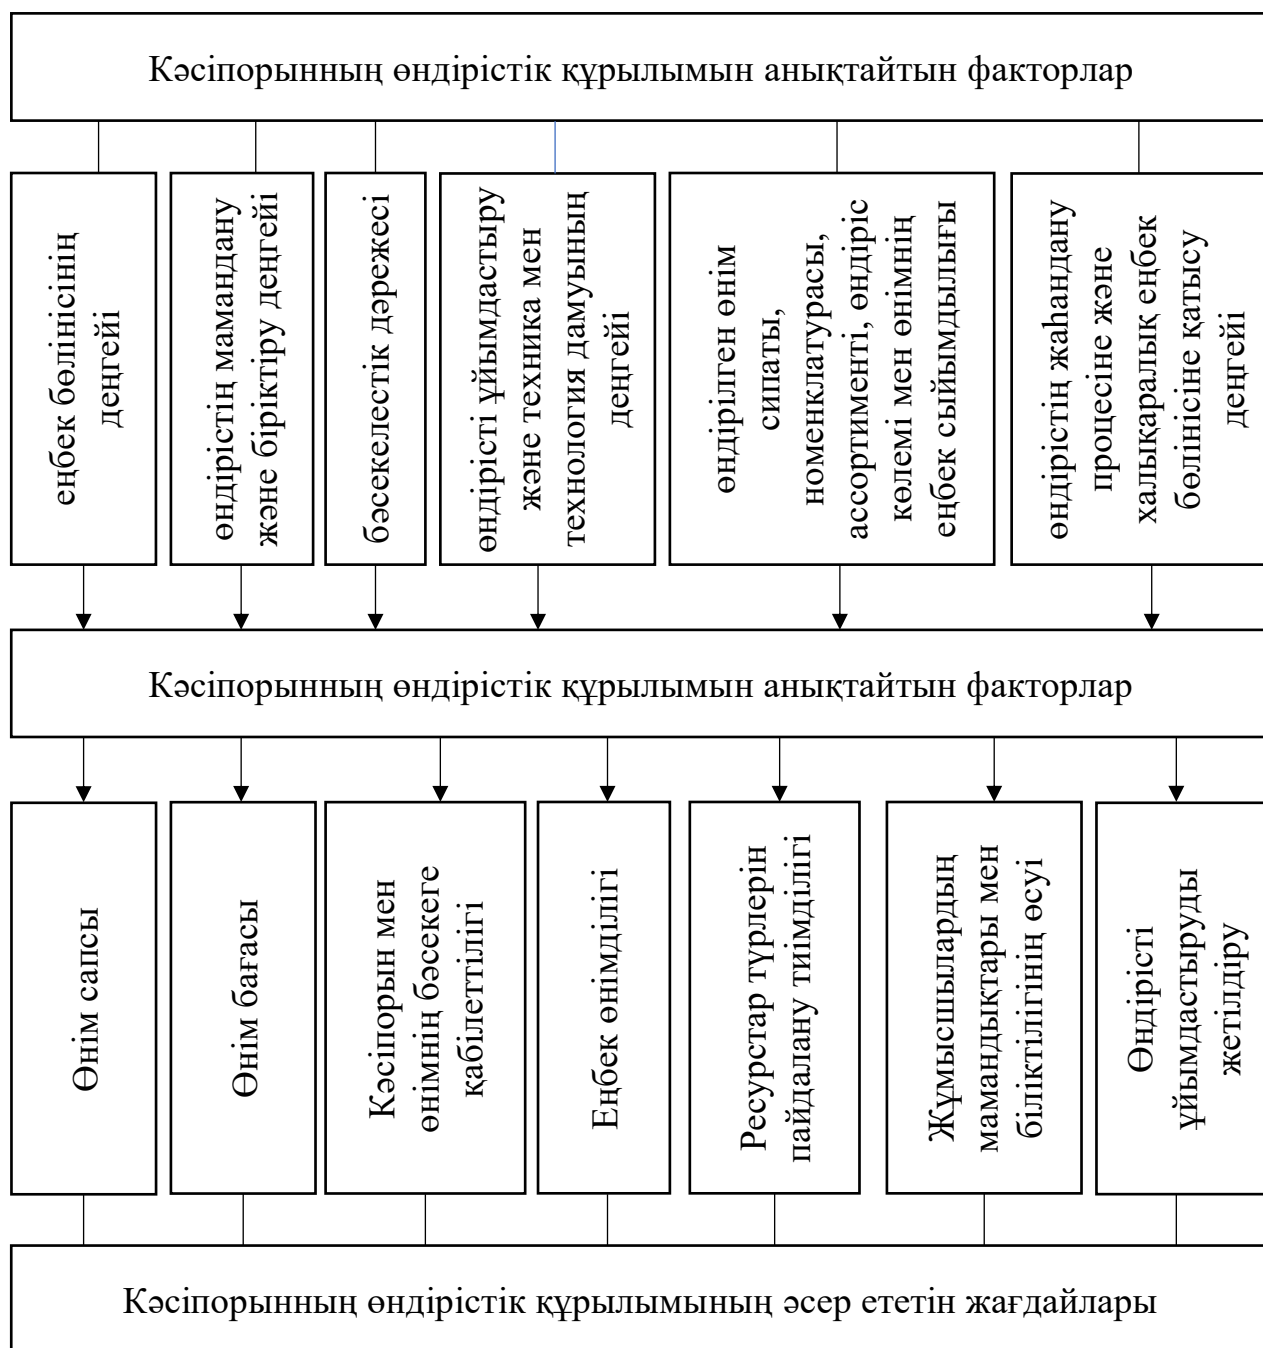 Кәсіпорынның өндірістік құрылымын анықтайтын факторлар
еңбек бөлінісінің
деңгейі
өндірістің мамандану
және біріктіру деңгейі
бәсекелестік дәрежесі
өндірісті ұйымдастыру
және техника мен
технология дамуының
деңгейі
өндірілген өнім
сипаты,
номенклатурасы,
ассортименті, өндіріс
көлемі мен өнімнің
еңбек сыйымдылығы
өндірістің жаһандану
процесіне және
халықаралық еңбек
бөлінісіне қатысу
деңгейі
Кәсіпорынның өндірістік құрылымын анықтайтын факторлар
Өнім сапсы
Өнім бағасы
Кәсіпорын мен
өнімнің бәсекеге
қабілеттілігі
Еңбек өнімділігі
Ресурстар түрлерін
пайдалану тиімділігі
Жұмысшылардың
мамандықтары мен
біліктілігінің өсуі
Өндірісті
ұйымдастыруды
жетілдіру
Кәсіпорынның өндірістік құрылымының әсер ететін жағдайлары